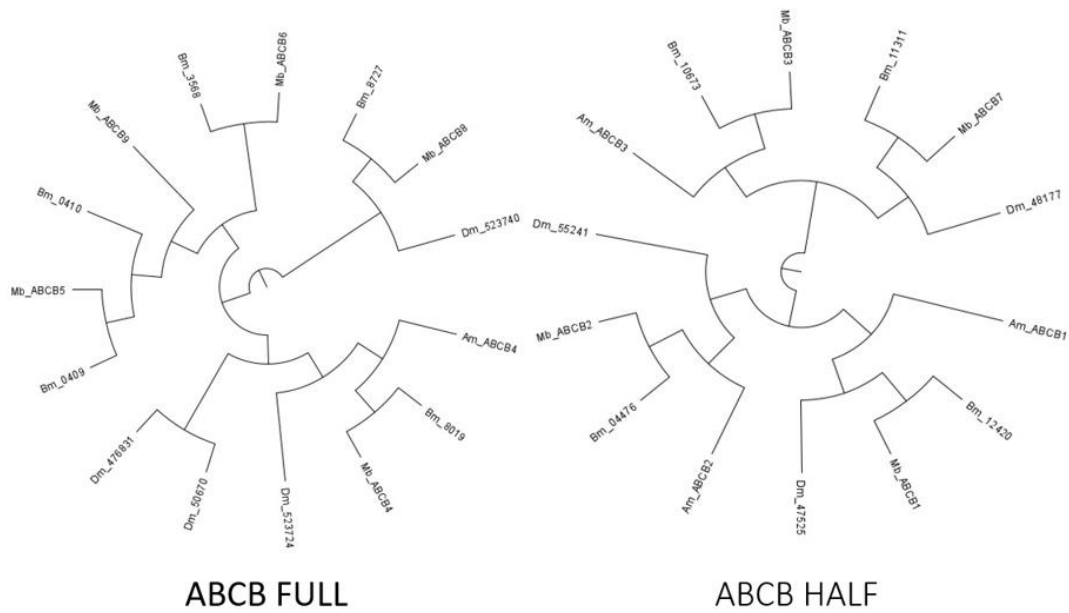 Mb_ABCB9
Bm_3568
Mb_ABCB6
Bm_8727
Mb_ABCB8
Dm_523740
Am_ABCB4
Bm_8019
Mb_ABCB4
Dm_523724
Dm_50670
Dm_476831
Bm_0409
Mb_ABCB5
Bm_0410
ABCB FULL
Am_ABCB3
Bm_10673
Mb_ABCB3
Bm_11311
Mb_ABCB7
Dm_48177
Am_ABCB1
Bm_12420
Mb_ABCB1
Dm_47525
Am_ABCB2
Bm_04476
Mb_ABCB2
Dm_55241
ABCB HALF